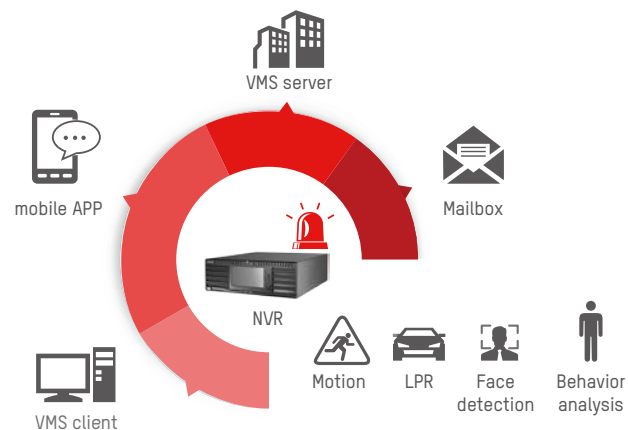 VMS server
mobile APP
Mailbox
NVR
Motion
LPR
Face
detection
Behavior
analysis
VMS client